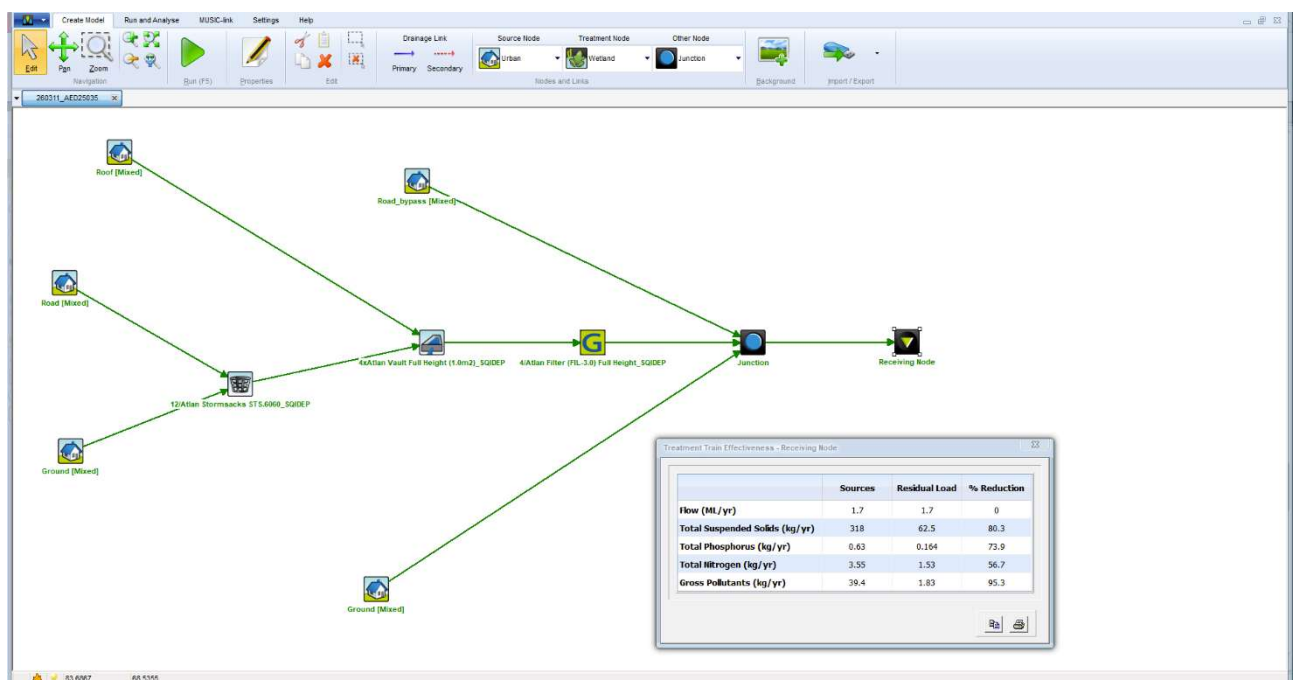 Create Model Run and Analyse MUSIC-link Settings Help
Drainage Link Source Node Treatment Node Other Node
Urban Wetland Junction
Edit Pan Zoom Run (F5) Properties Primary Secondary Background Import / Export
Navigation Edit Nodes and Links
260311_AED25035
Roof [Mixed]
Road_bypass [Mixed]
Road [Mixed]
4xAtlan Vault Full Height (1.0m2)_SQIDEP 4/Atlan Filter (FIL-3.0) Full Height_SQIDEP Junction Receiving Node
12/Atlan Stormsacks STS.6060_SQIDEP
Ground [Mixed]
Treatment Train Effectiveness - Receiving Node
Sources Residual Load % Reduction
Flow (ML/yr) 1.7 1.7 0
Total Suspended Solids (kg/yr) 318 62.5 80.3
Total Phosphorus (kg/yr) 0.63 0.164 73.9
Total Nitrogen (kg/yr) 3.55 1.53 56.7
Gross Pollutants (kg/yr) 39.4 1.83 95.3
Ground [Mixed]
63.6867 68.5355